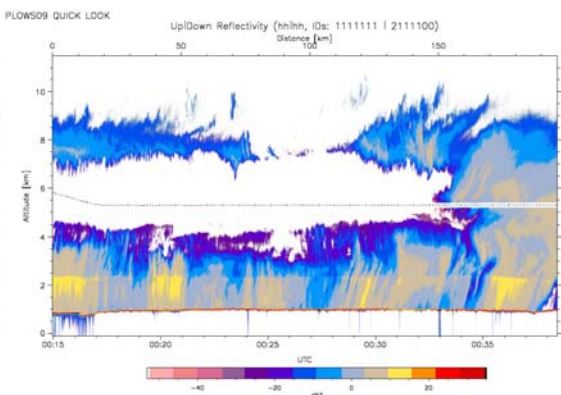 PLOWS09 QUICK LOOK
Up|Down Reflectivity (hh|hh, IDs: 1111111 | 2111100)
Distance [km]
0 50 100 150
10
8
6
4
2
0
Altitude [km]
00:15 00:20 00:25 00:30 00:35
UTC
-40 -20 0 20